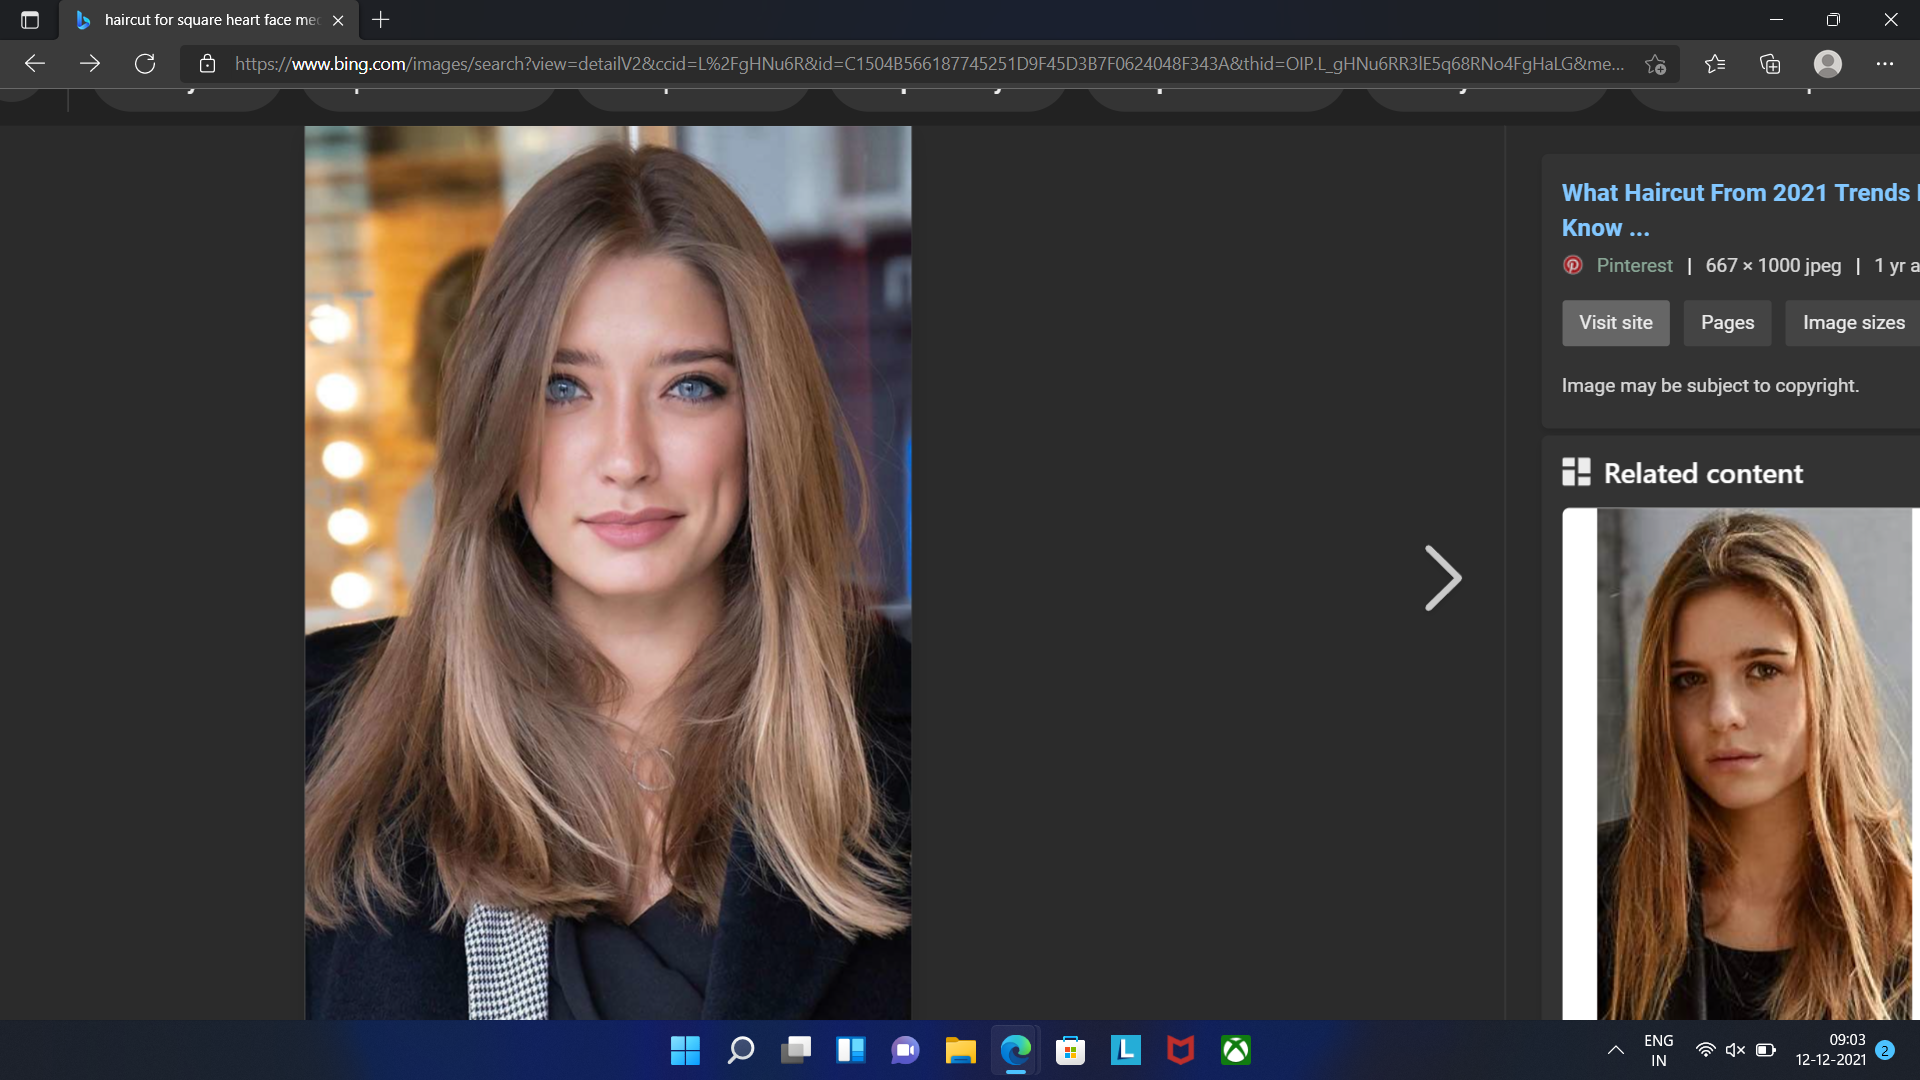 haircut for square heart face me
https://www.bing.com/images/search?view=detailV2&ccid=L%2FgHNu6R&id=C1504B566187745251D9F45D3B7F0624048F343A&thid=OIP.L_gHNu6RR3lE5q68RNo4FgHaLG&me...
What Haircut From 2021 Trends
Know ...
Pinterest | 667 × 1000 jpeg | 1 yr a
Visit site
Pages
Image sizes
Image may be subject to copyright.
Related content
ENG
IN
09:03
12-12-2021
2